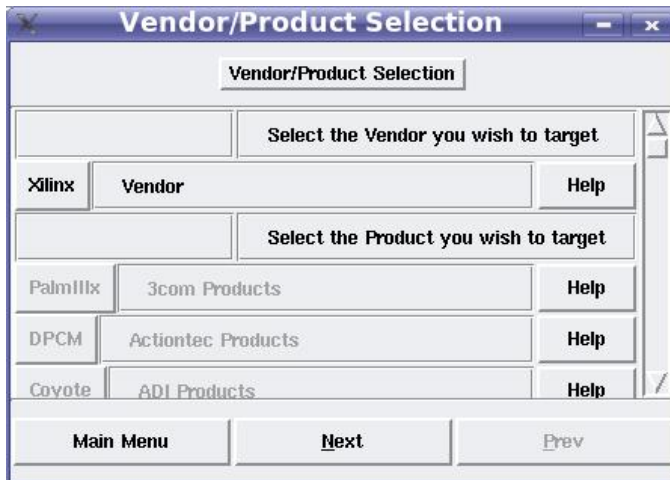 Vendor/Product Selection
Vendor/Product Selection
Select the Vendor you wish to target
Xilinx Vendor Help
Select the Product you wish to target
PalmIIIx 3com Products Help
DPCM Actiontec Products Help
Coyote ADI Products Help
Main Menu Next Prev